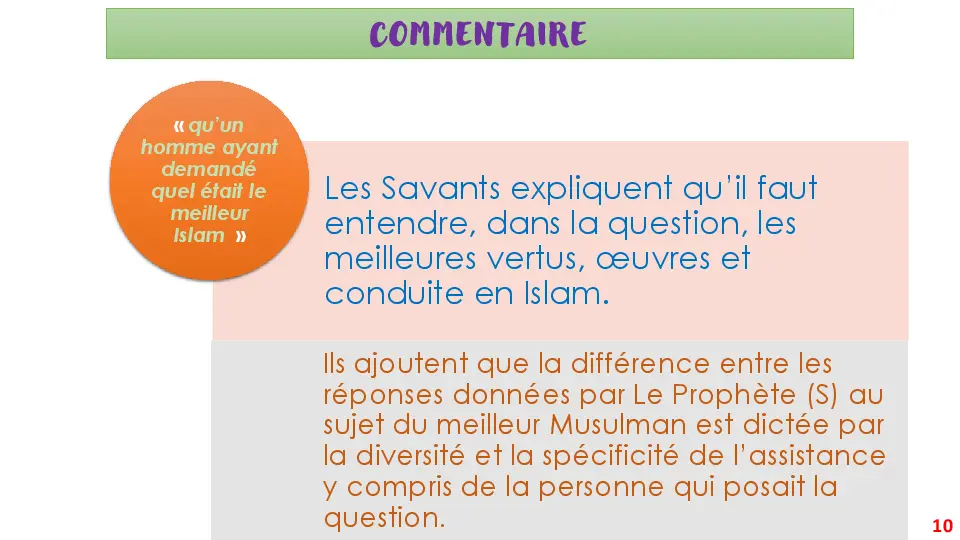 COMMENTAIRE
« qu’un
homme ayant
demandé
quel était le
meilleur
Islam »
Les Savants expliquent qu’il faut
entendre, dans la question, les
meilleures vertus, œuvres et
conduite en Islam.
Ils ajoutent que la différence entre les
réponses données par Le Prophète (S) au
sujet du meilleur Musulman est dictée par
la diversité et la spécificité de l’assistance
y compris de la personne qui posait la
question.
10